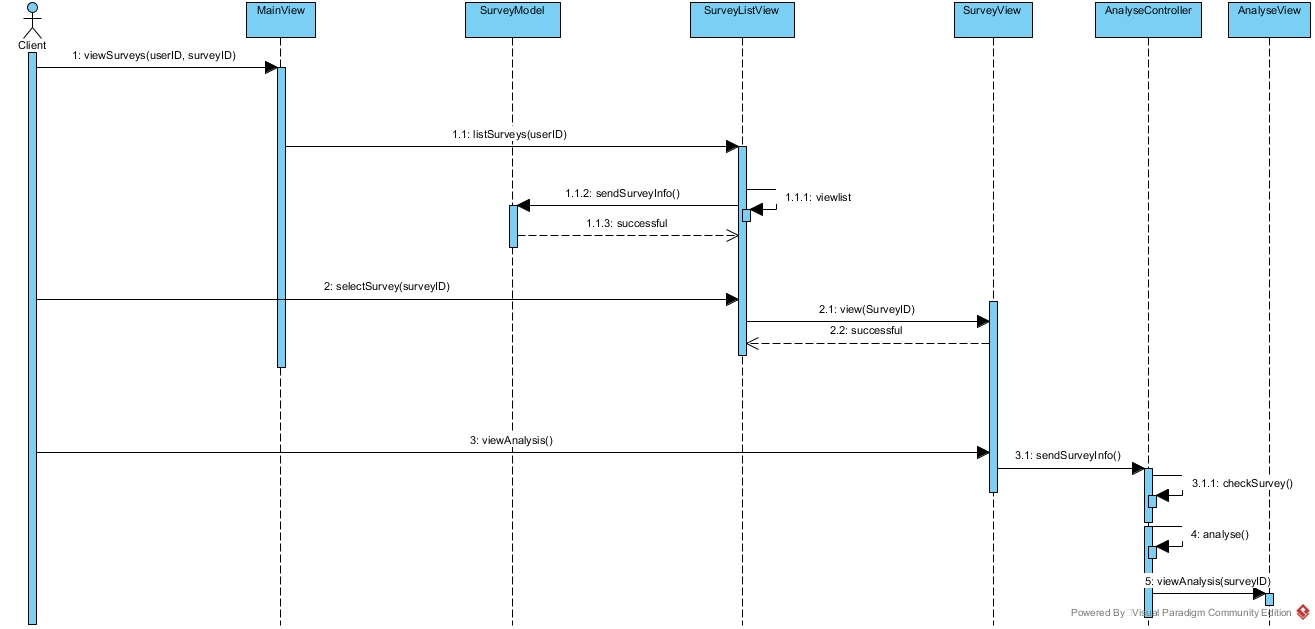 MainView
SurveyModel
SurveyListView
SurveyView
AnalyseController
AnalyseView
Client
1: viewSurveys(userID, surveyID)
1.1: listSurveys(userID)
1.1.2: sendSurveyInfo()
1.1.1: viewlist
1.1.3: successful
2: selectSurvey(surveyID)
2.1: view(SurveyID)
2.2: successful
3: viewAnalysis()
3.1: sendSurveyInfo()
3.1.1: checkSurvey()
4: analyse()
5: viewAnalysis(surveyID)
Powered By Visual Paradigm Community Edition